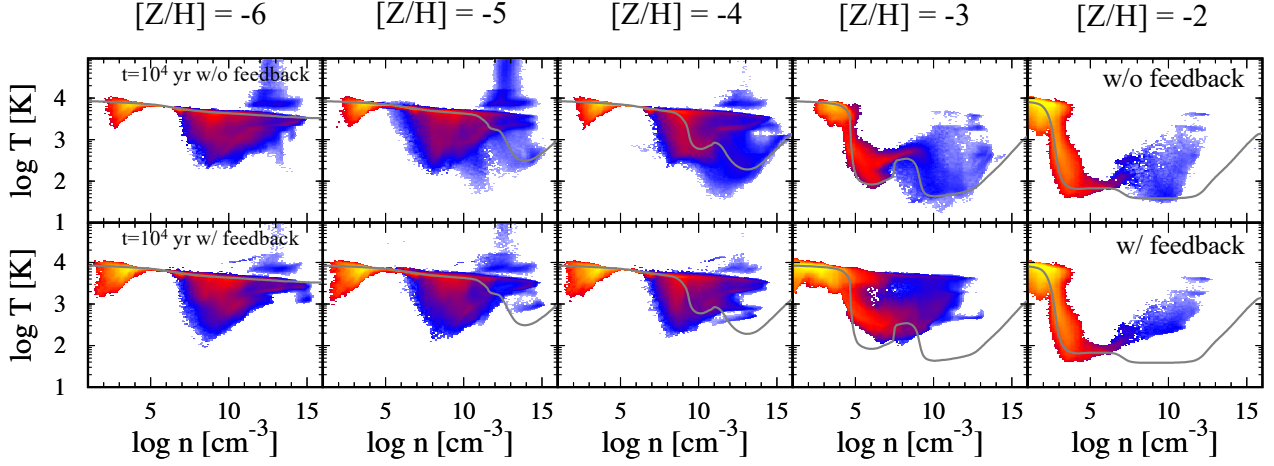 [Z/H] = -6 [Z/H] = -5 [Z/H] = -4 [Z/H] = -3 [Z/H] = -2
t=10⁴ yr w/o feedback
w/o feedback
log T [K]
4
3
2
1
t=10⁴ yr w/ feedback
w/ feedback
log T [K]
4
3
2
1
5 10 15 5 10 15 5 10 15 5 10 15 5 10 15
log n [cm⁻³] log n [cm⁻³] log n [cm⁻³] log n [cm⁻³] log n [cm⁻³]